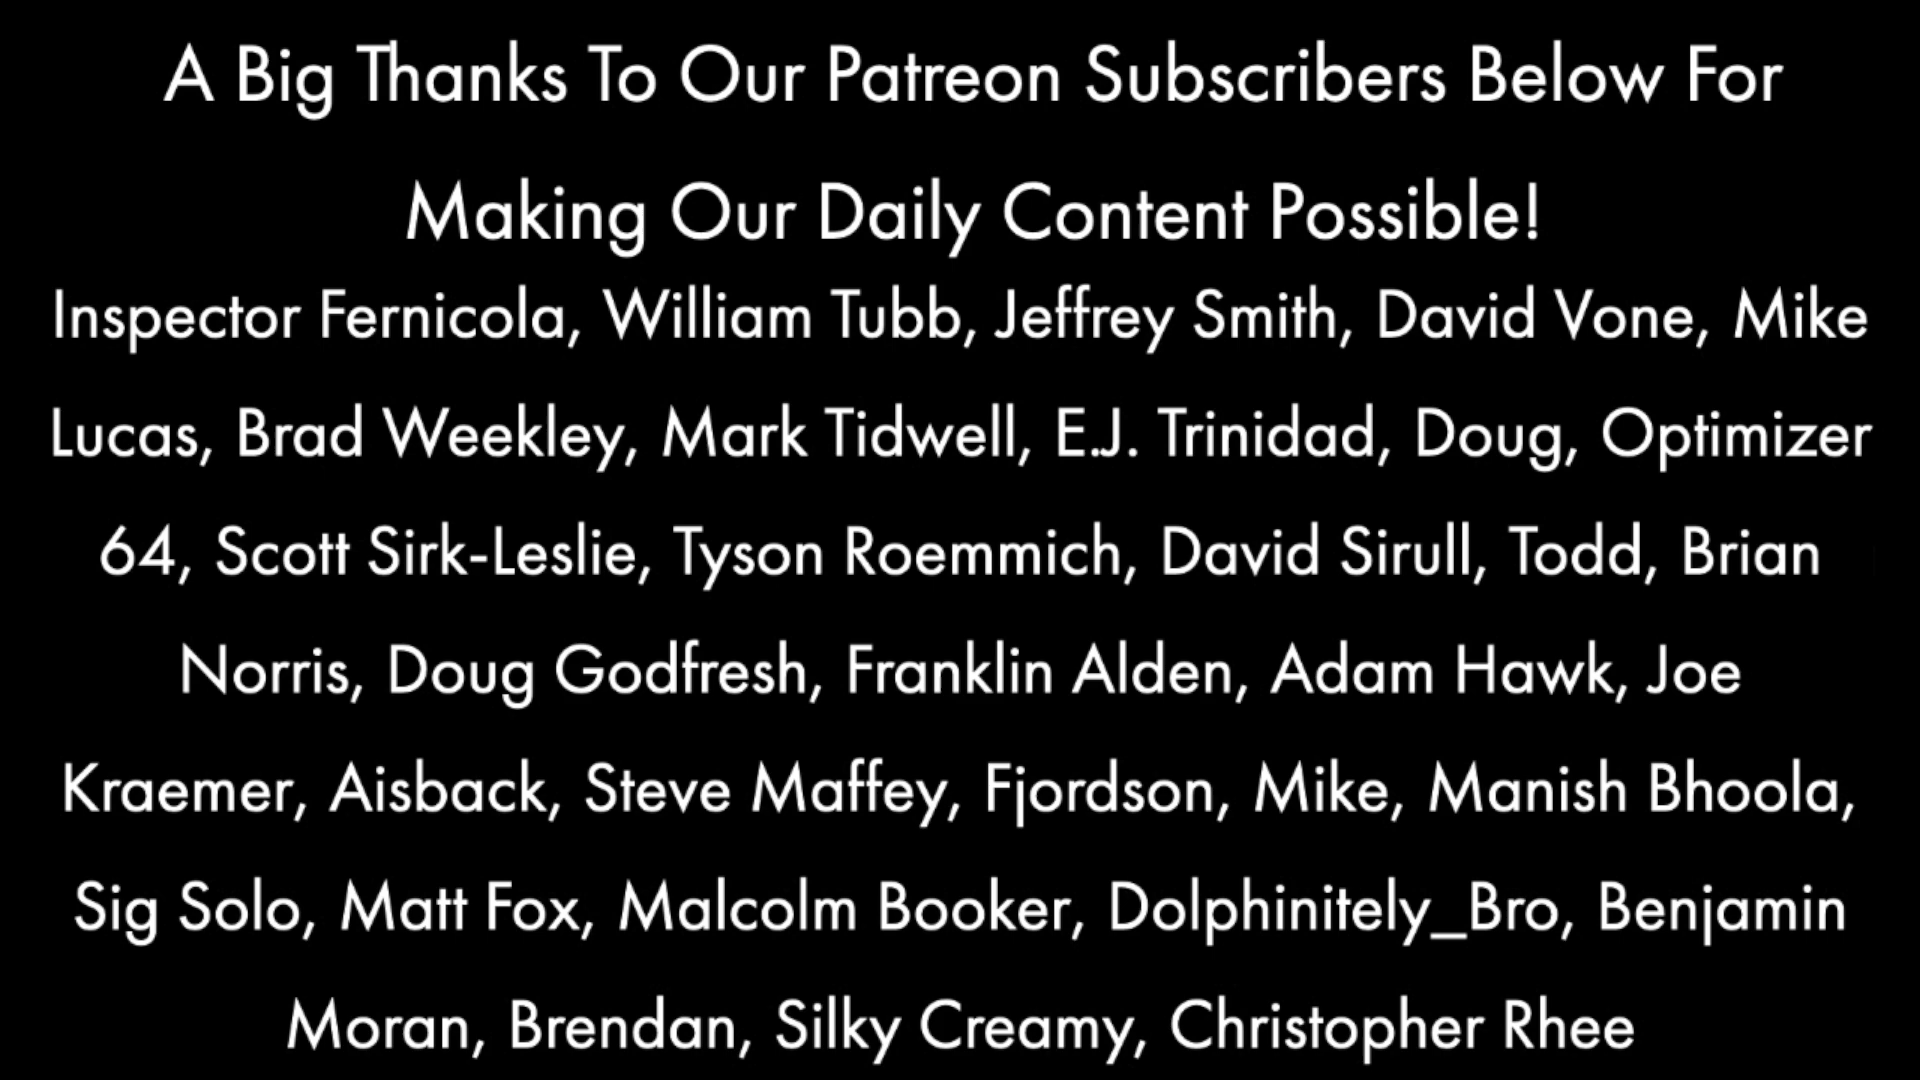 A Big Thanks To Our Patreon Subscribers Below For
Making Our Daily Content Possible!
Inspector Fernicola, William Tubb, Jeffrey Smith, David Vone, Mike
Lucas, Brad Weekley, Mark Tidwell, E.J. Trinidad, Doug, Optimizer
64, Scott Sirk-Leslie, Tyson Roemmich, David Sirull, Todd, Brian
Norris, Doug Godfresh, Franklin Alden, Adam Hawk, Joe
Kraemer, Aisback, Steve Maffey, Fjordson, Mike, Manish Bhoola,
Sig Solo, Matt Fox, Malcolm Booker, Dolphinitely_Bro, Benjamin
Moran, Brendan, Silky Creamy, Christopher Rhee